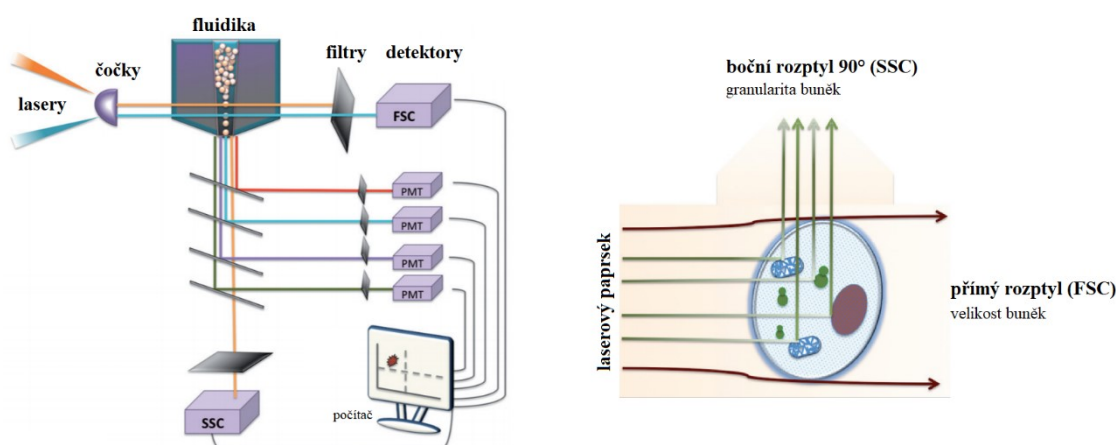 fluidika
čočky
lasery
filtry
detektory
FSC
PMT
PMT
PMT
PMT
SSC
počítač
boční rozptyl 90° (SSC)
granularita buněk
laserový paprsek
přímý rozptyl (FSC)
velikost buněk